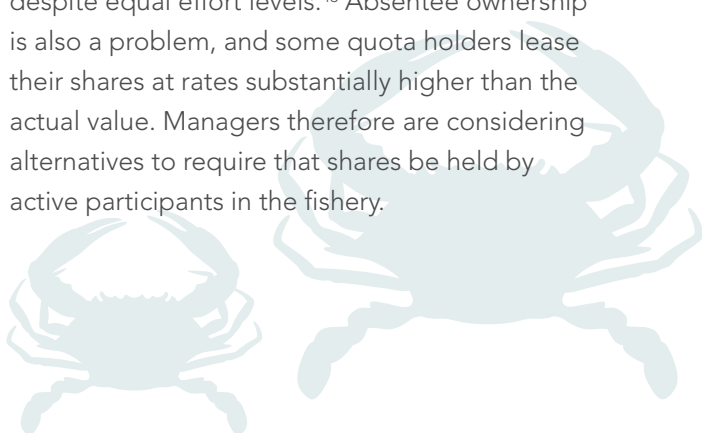 despite equal effort levels. Absentee ownership
is also a problem, and some quota holders lease
their shares at rates substantially higher than the
actual value. Managers therefore are considering
alternatives to require that shares be held by
active participants in the fishery.